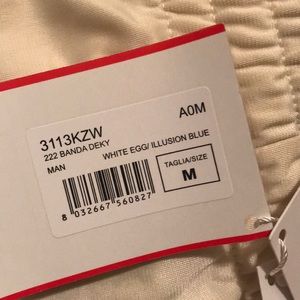 3113KZW
A0M
222 BANDA DEKY
MAN
WHITE EGG/ ILLUSION BLUE
TAGLIA/SIZE
M
8 032667 560827